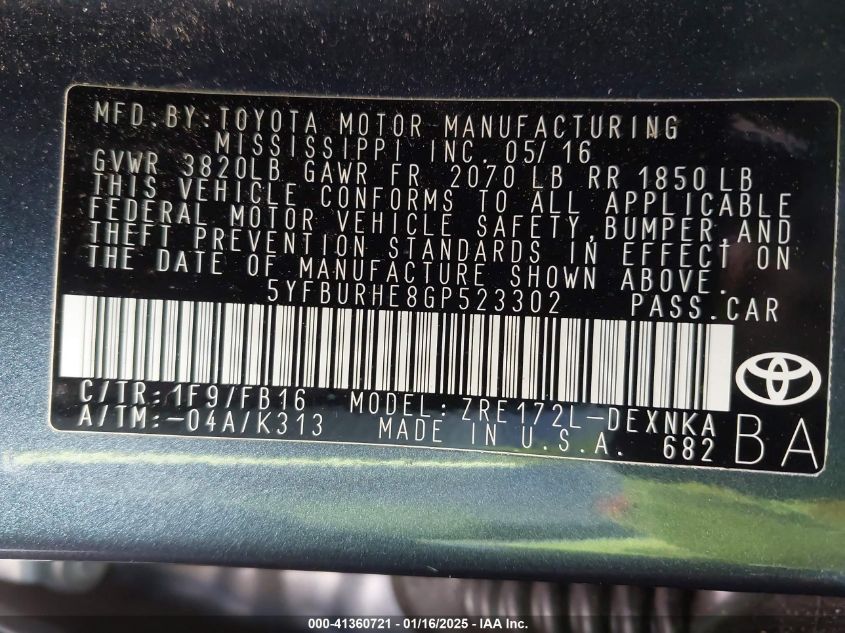 MFD.BY:TOYOTA MOTOR MANUFACTURING
MISSISSIPPI INC. 05/16
GVWR 3820LB GAWR FR 2070 LB RR 1850 LB
THIS VEHICLE CONFORMS TO ALL APPLICABLE
FEDERAL MOTOR VEHICLE SAFETY,BUMPER,AND
THEFT PREVENTION STANDARDS IN EFFECT ON
THE DATE OF MANUFACTURE SHOWN ABOVE.
5YFBURHE8GP523302 PASS.CAR
C/TR:1F9/FB16 MODEL:ZRE172L-DEXNKA
A/TM:-04A/K313 MADE IN U.S.A. 682 BA
000-41360721 - 01/16/2025 - IAA Inc.